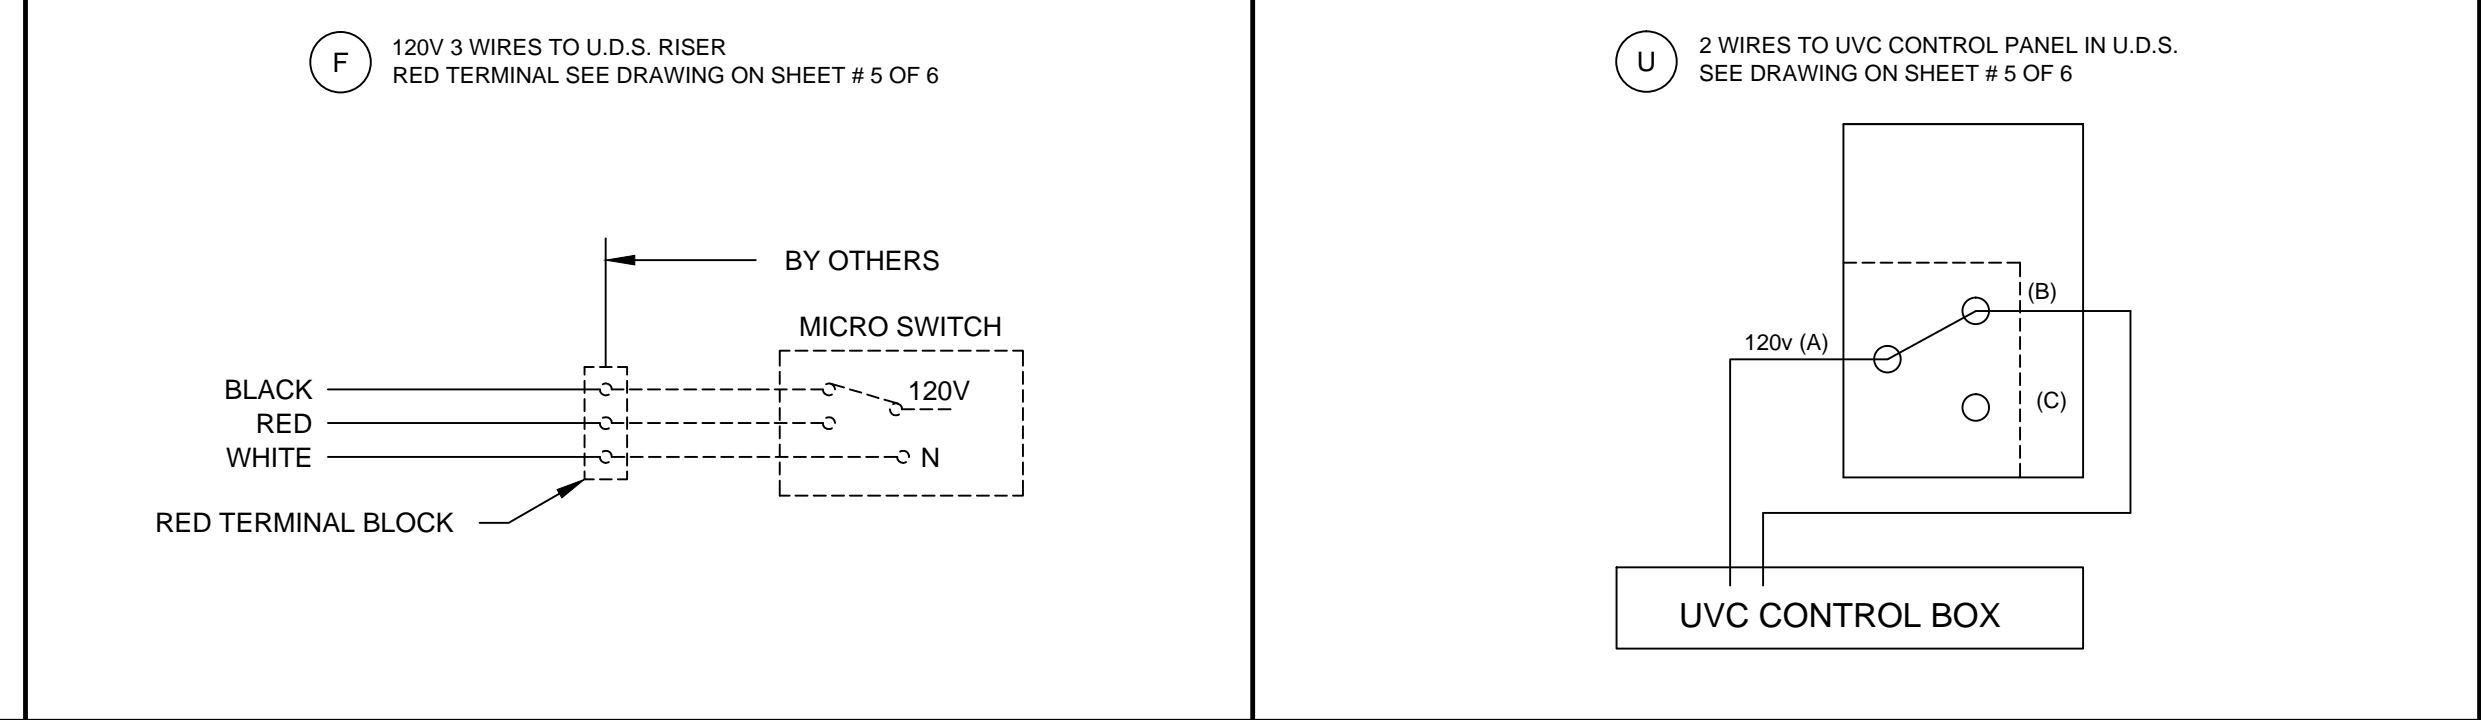 F
120V 3 WIRES TO U.D.S. RISER
RED TERMINAL SEE DRAWING ON SHEET # 5 OF 6
BY OTHERS
MICRO SWITCH
BLACK
120V
RED
WHITE
N
RED TERMINAL BLOCK
U
2 WIRES TO UVC CONTROL PANEL IN U.D.S.
SEE DRAWING ON SHEET # 5 OF 6
(B)
120v (A)
(C)
UVC CONTROL BOX